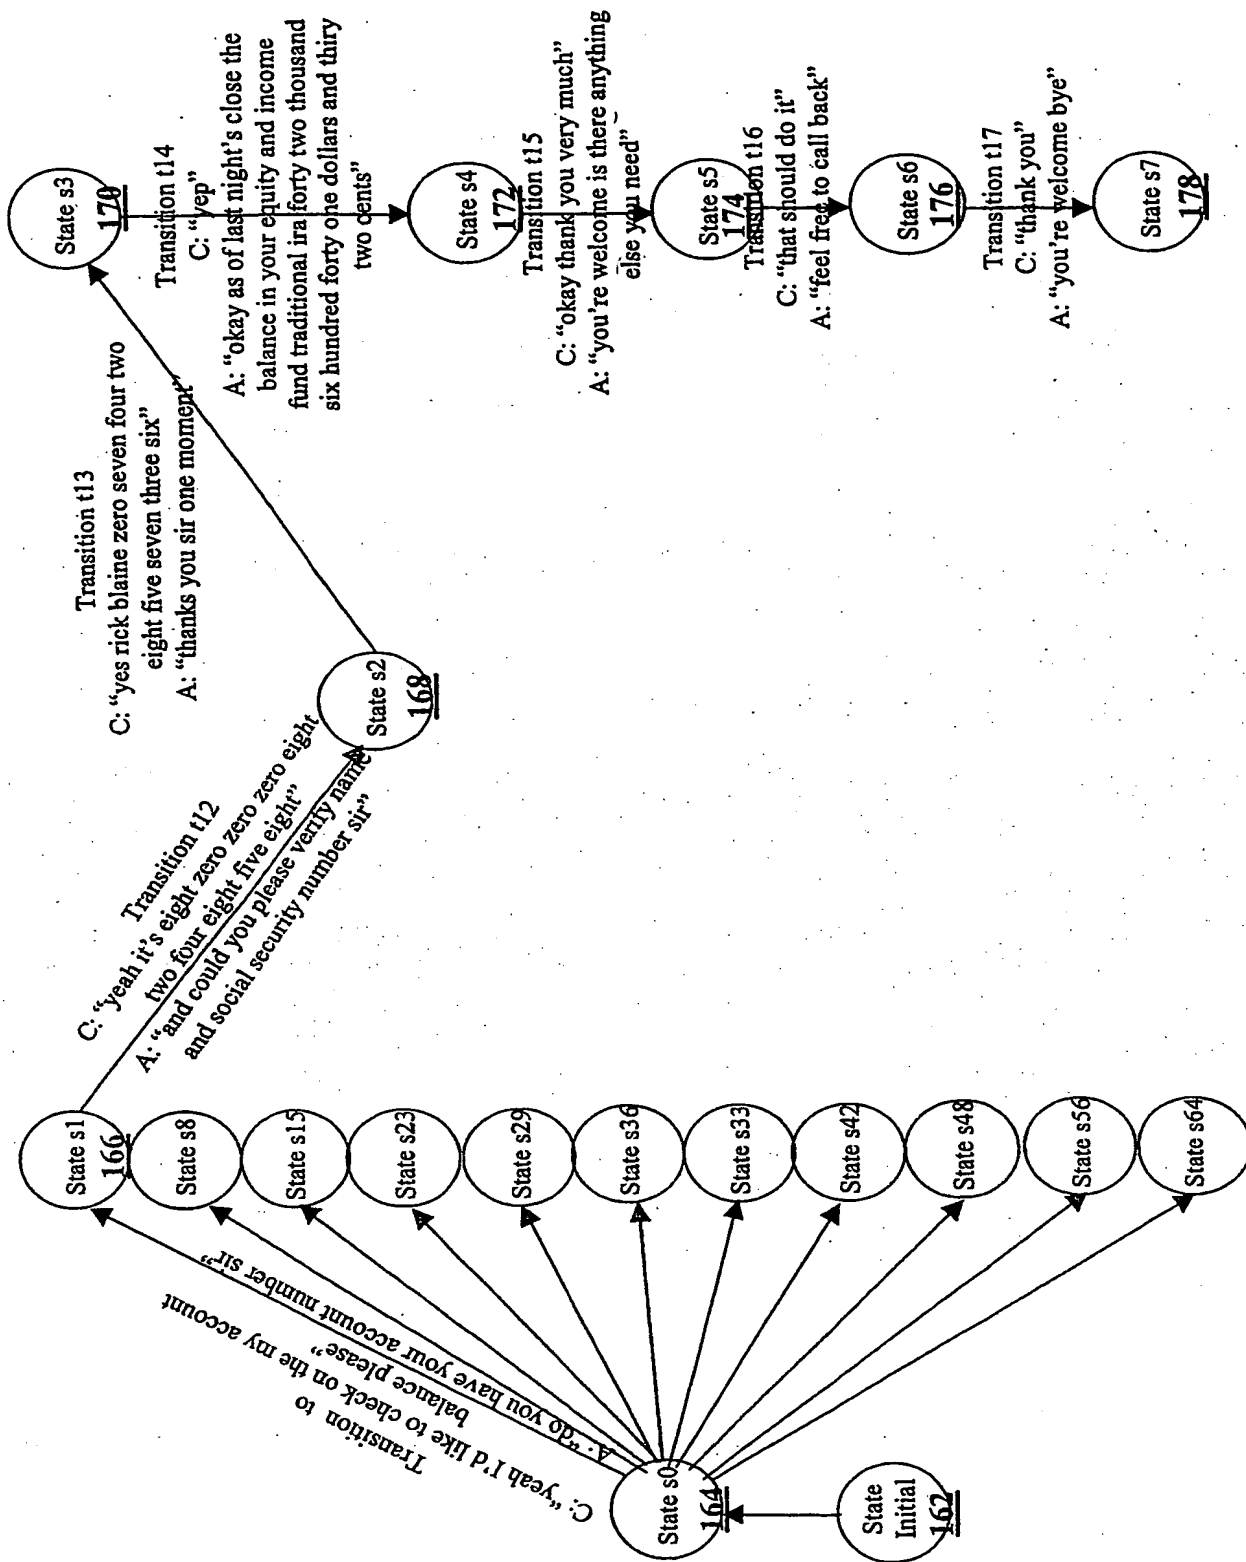 State
Initial
162
State s0
164
Transition to
C: “yeah I’d like to check on the my account
balance please”
A: “do you have your account number sir”
State s1
166
State s8
State s15
State s23
State s29
State s36
State s33
State s42
State s48
State s56
State s64
Transition t12
C: “yeah it’s eight zero zero zero eight
two four eight five eight”
A: “and could you please verify name
and social security number sir”
State s2
168
Transition t13
C: “yes rick blaine zero seven four two
eight five seven three six”
A: “thanks you sir one moment”
State s3
170
Transition t14
C: “yep”
A: “okay as of last night’s close the
balance in your equity and income
fund traditional ira forty two thousand
six hundred forty one dollars and thiry
two cents”
State s4
172
Transition t15
C: “okay thank you very much”
A: “you’re welcome is there anything
else you need”
State s5
174
Transition t16
C: “that should do it”
A: “feel free to call back”
State s6
176
Transition t17
C: “thank you”
A: “you’re welcome bye”
State s7
178